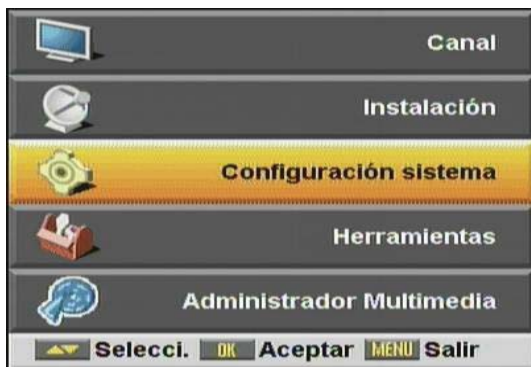 Canal
Instalación
Configuración sistema
Herramientas
Administrador Multimedia
Selecci. OK Aceptar MENU Salir